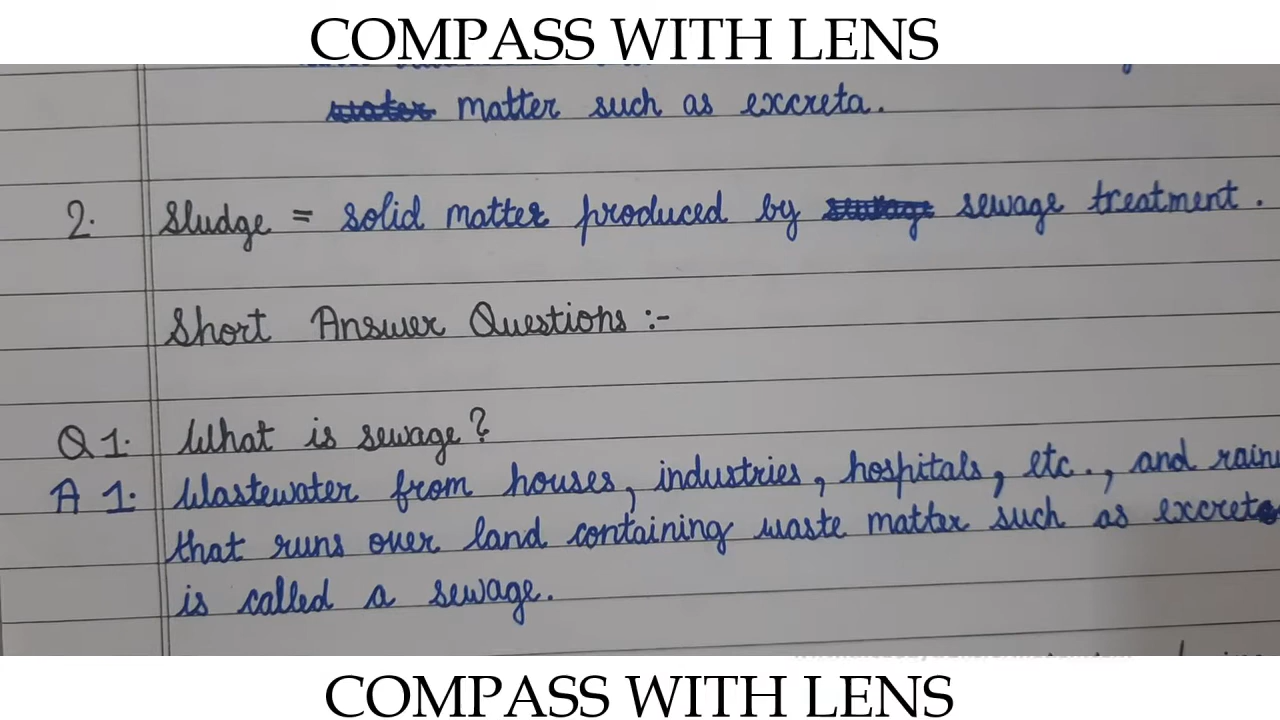 COMPASS WITH LENS
matter such as excreta.
2. Sludge = solid matter produced by sewage treatment.
Short Answer Questions :-
Q 1. What is sewage?
A 1. Wastewater from houses, industries, hospitals, etc., and rain
that runs over land containing waste matter such as excreta
is called a sewage.
COMPASS WITH LENS